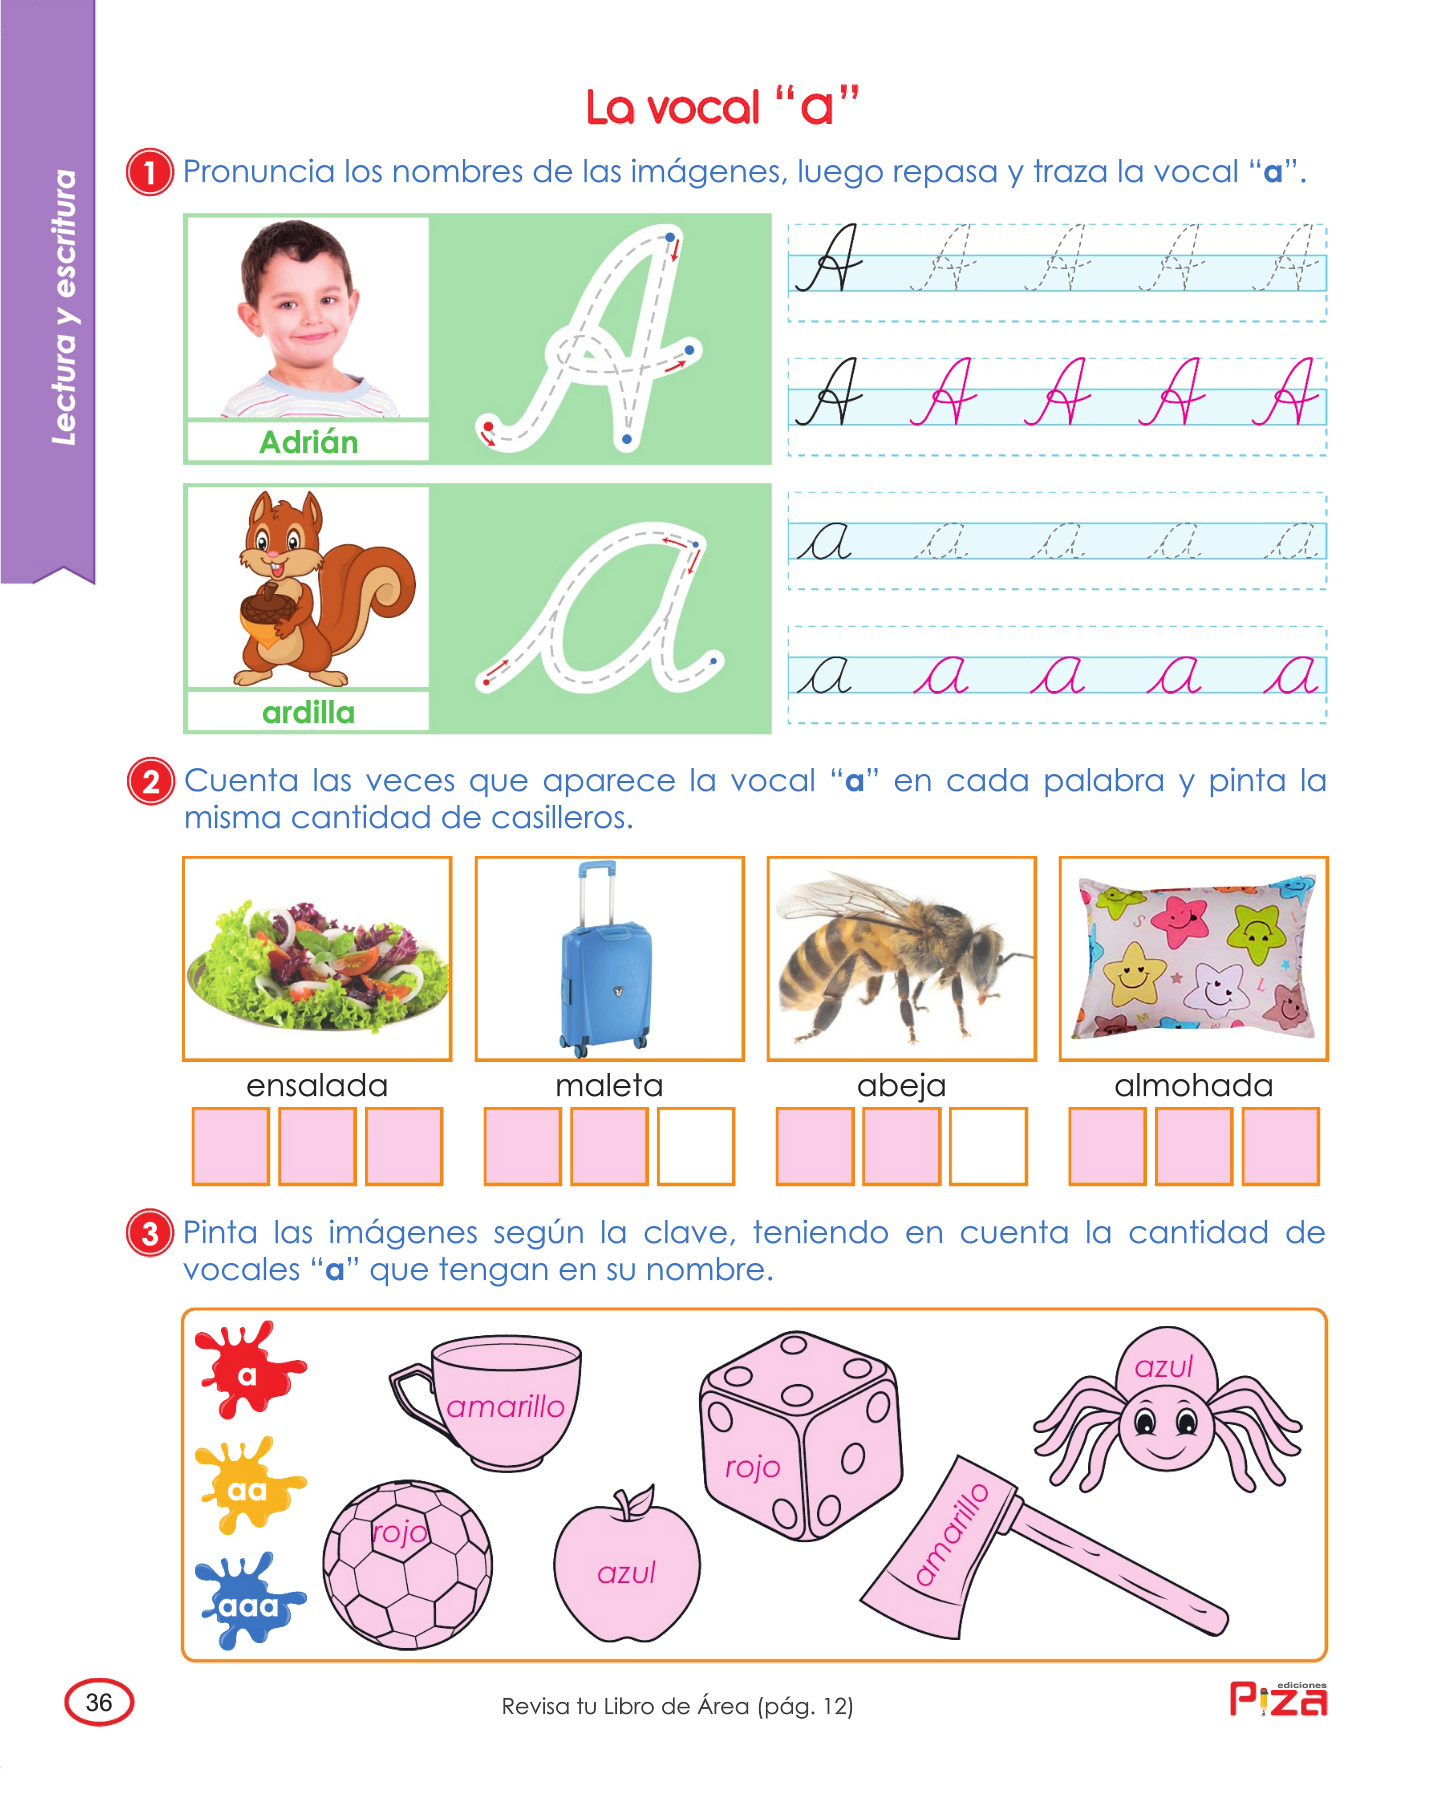 Lectura y escritura
La vocal “a”
1 Pronuncia los nombres de las imágenes, luego repasa y traza la vocal “a”.
A A A A A
A A A A A
Adrián
a a a a a
a a a a a
ardilla
2 Cuenta las veces que aparece la vocal “a” en cada palabra y pinta la
misma cantidad de casilleros.
ensalada maleta abeja almohada
3 Pinta las imágenes según la clave, teniendo en cuenta la cantidad de
vocales “a” que tengan en su nombre.
a
aa
aaa
amarillo
rojo
azul
rojo
azul
amarillo
36
Revisa tu Libro de Área (pág. 12)
ediciones
Piza